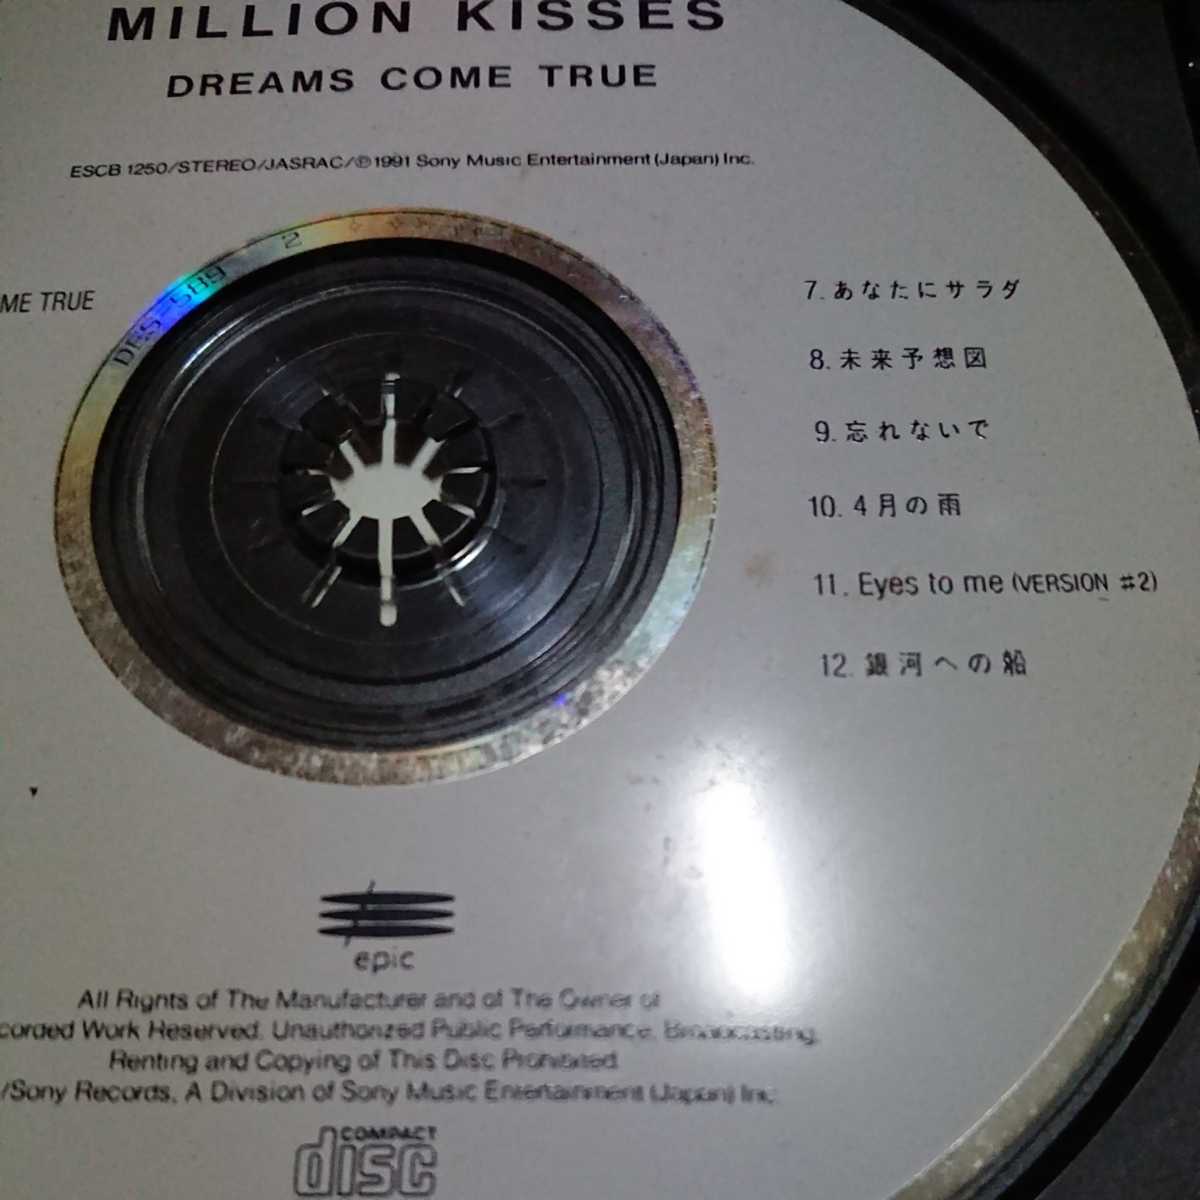 MILLION KISSES
DREAMS COME TRUE
ESCB 1250/STEREO/JASRAC/℗1991 Sony Music Entertainment (Japan) Inc.
2
DES-589
ME TRUE
7. あなたにサラダ
8. 未来予想図
9. 忘れないで
10. 4月の雨
11. Eyes to me (VERSION #2)
12. 銀河への船
epic
All Rights of The Manufacturer and of The Owner of
corded Work Reserved. Unauthorized Public Performance. Broadcasting,
Renting and Copying of This Disc Prohibited
/Sony Records, A Division of Sony Music Entertainment (Japan) Inc.
COMPACT
disc